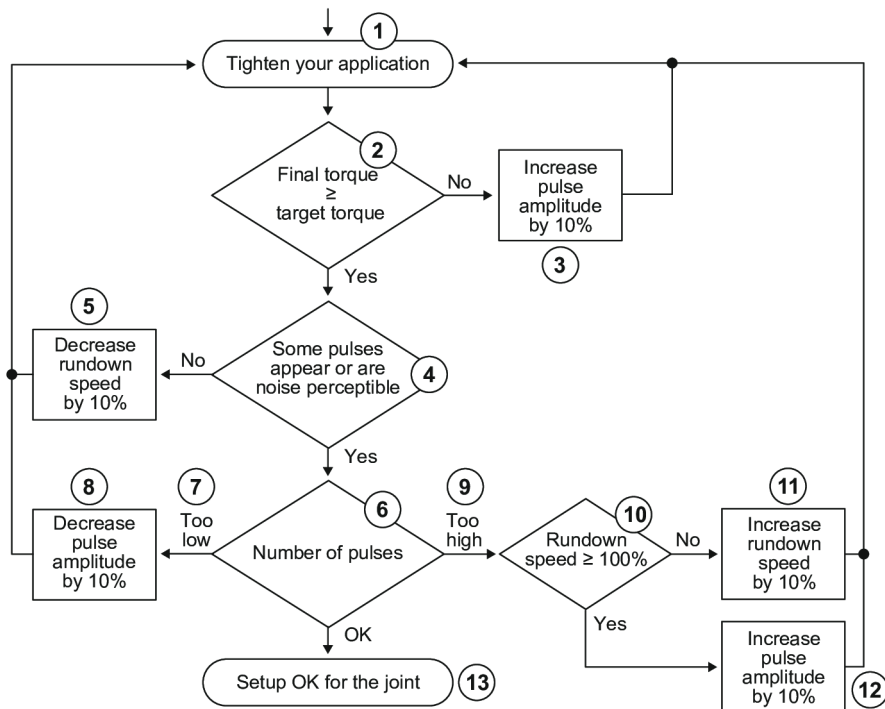 1
Tighten your application
2
Final torque
≥
target torque
No
Increase
pulse
amplitude
by 10%
3
Yes
5
Decrease
rundown
speed
by 10%
No
Some pulses
appear or are
noise perceptible
4
Yes
8
Decrease
pulse
amplitude
by 10%
7
Too
low
6
Number of pulses
9
Too
high
10
Rundown
speed ≥ 100%
No
11
Increase
rundown
speed
by 10%
Yes
Increase
pulse
amplitude
by 10%
12
OK
Setup OK for the joint
13